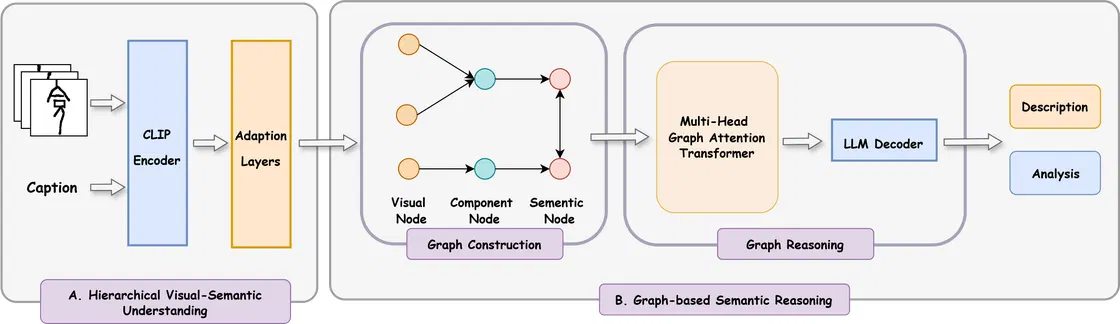 Caption
CLIP
Encoder
Adaption
Layers
A. Hierarchical Visual-Semantic
Understanding
Visual
Node
Component
Node
Semantic
Node
Graph Construction
Multi-Head
Graph Attention
Transformer
LLM Decoder
Graph Reasoning
Description
Analysis
B. Graph-based Semantic Reasoning